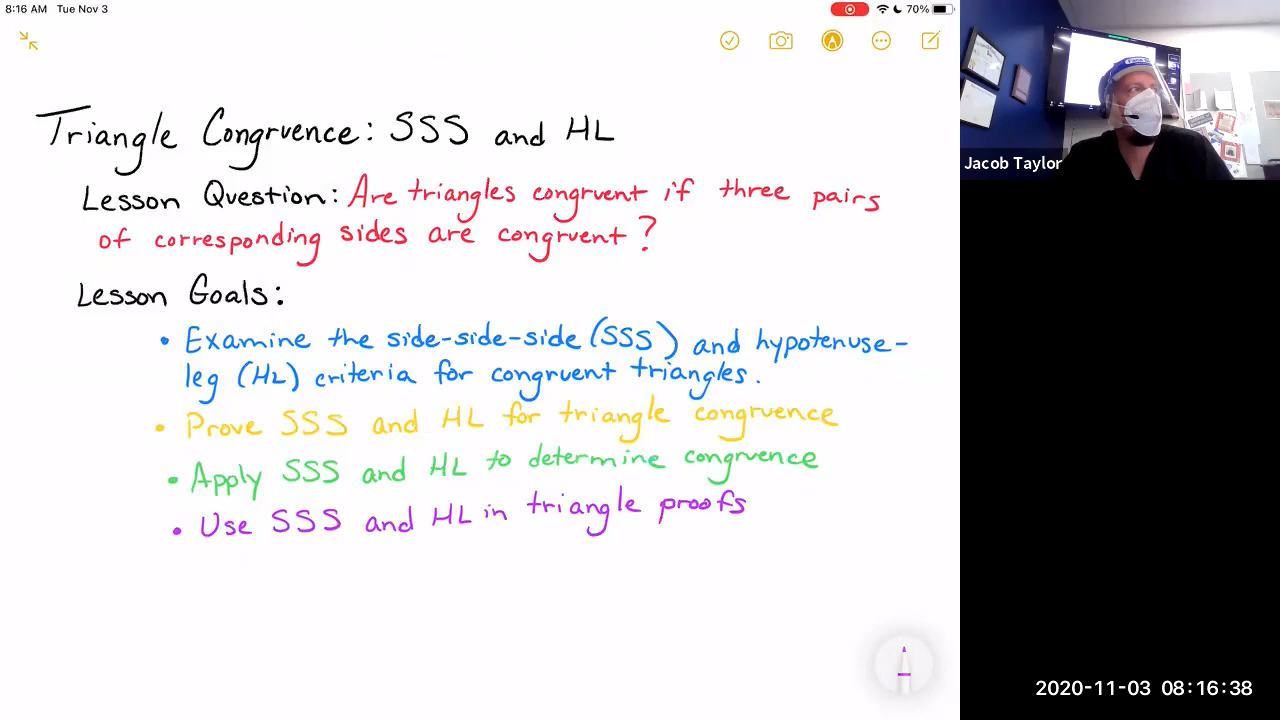 8:16 AM Tue Nov 3
70%
Triangle Congruence: SSS and HL
Lesson Question: Are triangles congruent if three pairs
of corresponding sides are congruent?
Lesson Goals:
• Examine the side-side-side (SSS) and hypotenuse-
leg (HL) criteria for congruent triangles.
• Prove SSS and HL for triangle congruence
• Apply SSS and HL to determine congruence
• Use SSS and HL in triangle proofs
Jacob Taylor
2020-11-03 08:16:38